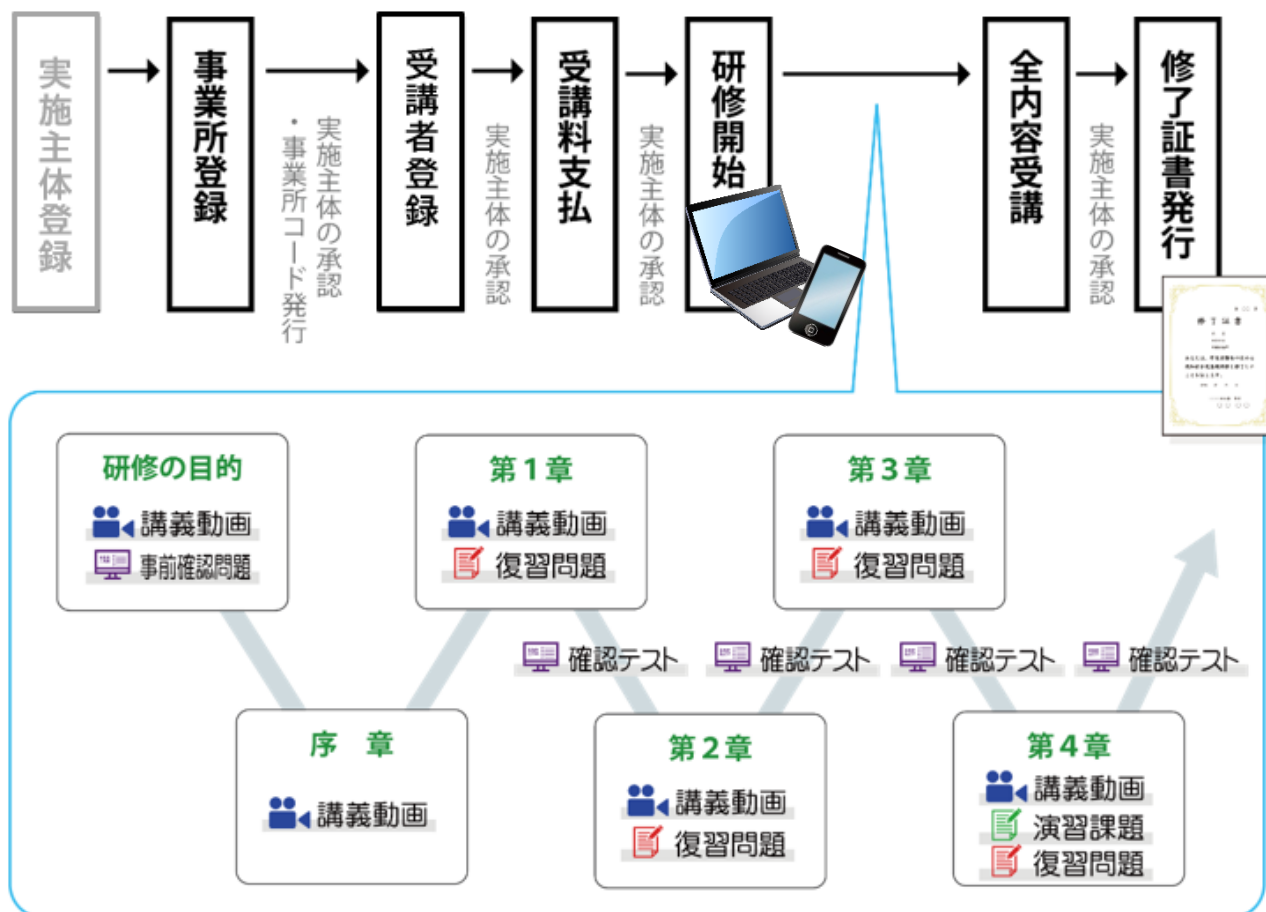 実施主体登録
事業所登録
実施主体の承認
・事業所コード発行
受講者登録
実施主体の承認
受講料支払
実施主体の承認
研修開始
全内容受講
実施主体の承認
修了証書発行
修了証書
研修の目的
講義動画
事前確認問題
序 章
講義動画
第1章
講義動画
復習問題
確認テスト
第2章
講義動画
復習問題
確認テスト
第3章
講義動画
復習問題
確認テスト
第4章
講義動画
演習課題
復習問題
確認テスト